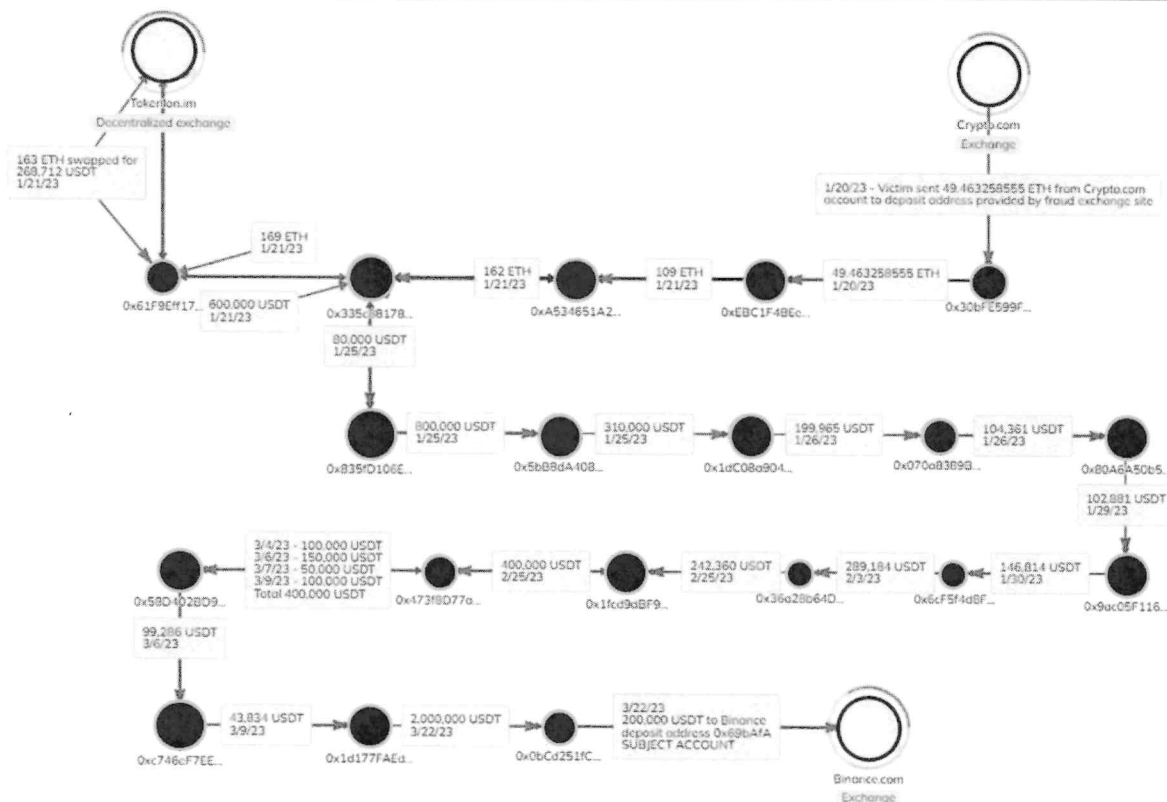 Tokenlon.im
Decentralized exchange
Crypto.com
Exchange
163 ETH swapped for
268,712 USDT
1/21/23
1/20/23 - Victim sent 49.463258555 ETH from Crypto.com
account to deposit address provided by fraud exchange site
169 ETH
1/21/23
162 ETH
1/21/23
109 ETH
1/21/23
49.463258555 ETH
1/20/23
0x61F9Eff17...
600,000 USDT
1/21/23
0xA534651A2...
0xEBC1F4BEc...
0x30bFE599F...
80,000 USDT
1/25/23
800,000 USDT
1/25/23
310,000 USDT
1/25/23
199,965 USDT
1/26/23
104,361 USDT
1/26/23
0x835fD106E...
0x5bB8dA408...
0x1dC08a904...
0x070a83B9B...
0x80A6A50b5...
102,881 USDT
1/29/23
3/4/23 - 100,000 USDT
3/6/23 - 150,000 USDT
3/7/23 - 50,000 USDT
3/9/23 - 100,000 USDT
Total 400,000 USDT
400,000 USDT
2/25/23
242,360 USDT
2/25/23
289,184 USDT
2/3/23
146,814 USDT
1/30/23
0x58D402BD9...
0x473f8D77a...
0x1fcd9aBF9...
0x36a28b64D...
0x6cF5f4d8F...
0x9ac05F116...
99,286 USDT
3/6/23
43,834 USDT
3/9/23
2,000,000 USDT
3/22/23
3/22/23
200,000 USDT to Binance
deposit address 0x69bAfA
SUBJECT ACCOUNT
0xc746cF7EE...
0x1d177FAEd...
0x0bCd251fC...
Binance.com
Exchange